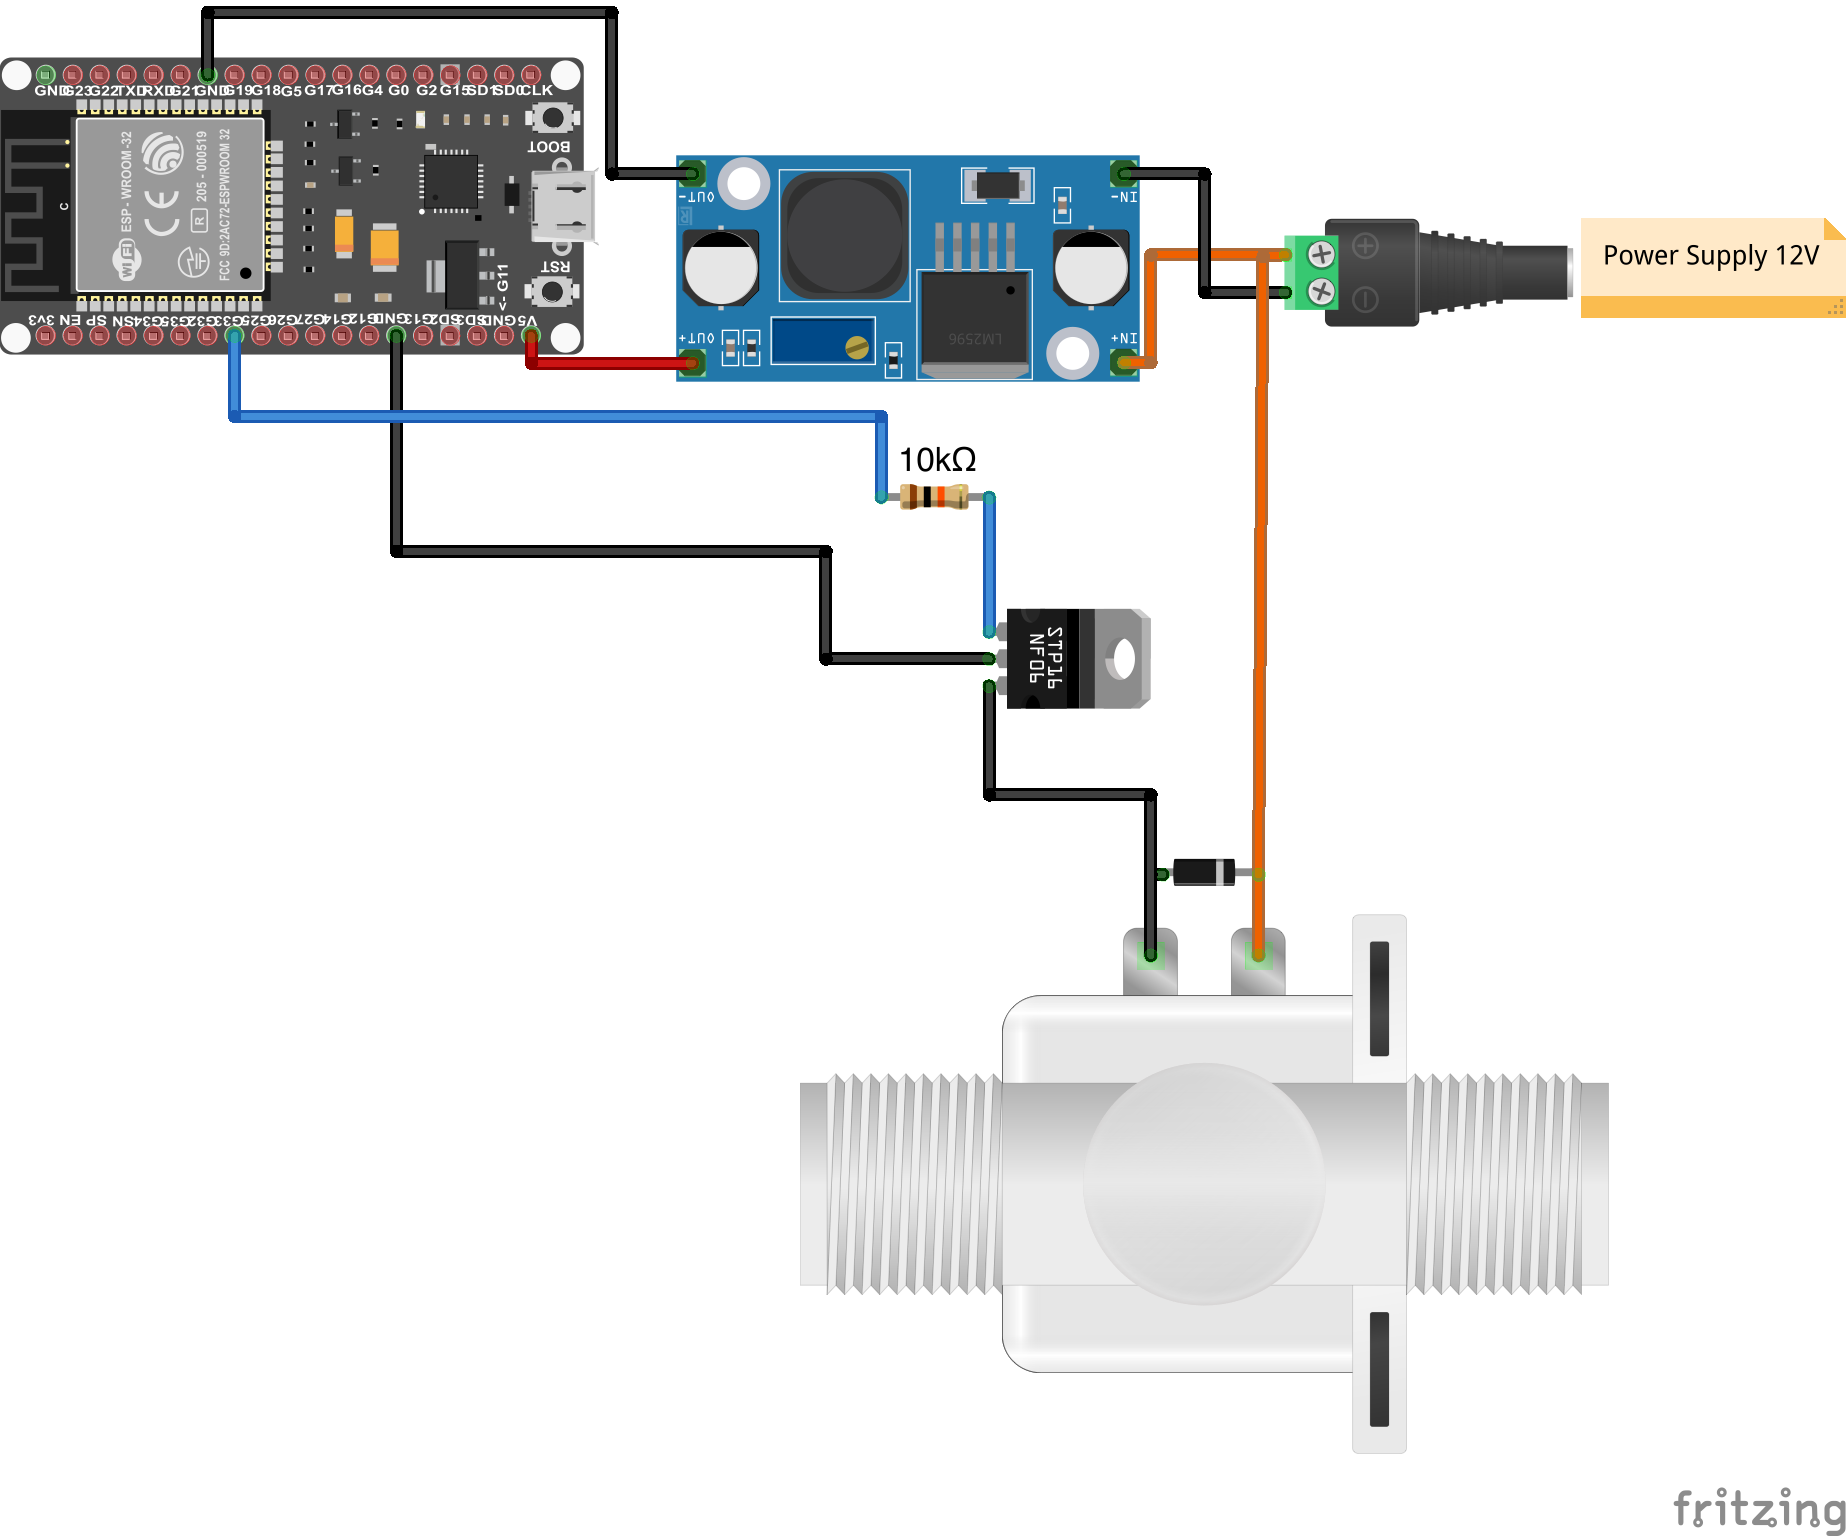 GND G23 G22 TXD RXD G21 GND G19 G18 G5 G17 G16 G4 G0 G2 G15 SD1 SD0 CLK
BOOT
WiFi
ESP - WROOM -32
CE
R
205 - 000519
FCC 9D:2AC72-ESPWROOM 32
C
RST
<- G11
3v3 EN SP SN G34 G35 G32 G33 G25 G26 G27 G14 G12 GND G13 SD2 SD3 GND V5
OUT-
IN-
R
OUT+
IN+
LM2596
Power Supply 12V
10kΩ
STP16
NF06
fritzing